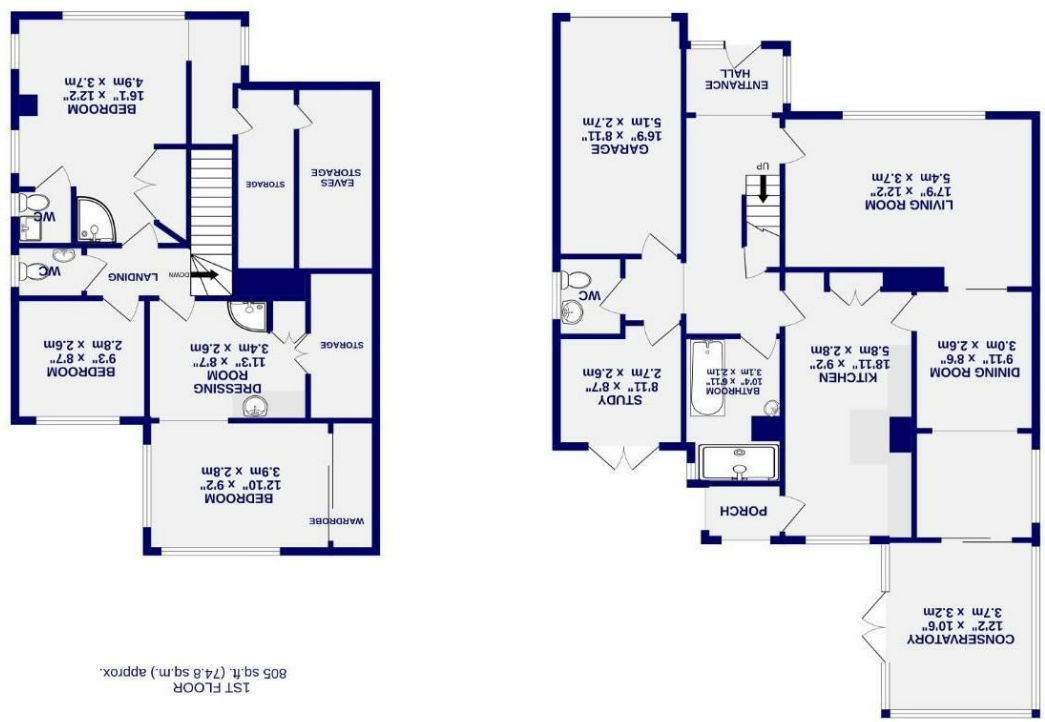 CONSERVATORY
12'2" x 10'6"
3.7m x 3.2m
DINING ROOM
9'11" x 8'6"
3.0m x 2.6m
LIVING ROOM
17'9" x 12'2"
5.4m x 3.7m
KITCHEN
18'11" x 9'2"
5.8m x 2.8m
PORCH
BATHROOM
10'4" x 6'11"
3.1m x 2.1m
STUDY
8'11" x 8'7"
2.7m x 2.6m
WC
UP
GARAGE
16'9" x 8'11"
5.1m x 2.7m
ENTRANCE
HALL
1ST FLOOR
805 sq.ft. (74.8 sq.m.) approx.
WARDROBE
BEDROOM
12'10" x 9'2"
3.9m x 2.8m
STORAGE
DRESSING
ROOM
11'3" x 8'7"
3.4m x 2.6m
BEDROOM
9'3" x 8'7"
2.8m x 2.6m
DOWN
LANDING
WC
WC
EAVES
STORAGE
STORAGE
BEDROOM
16'1" x 12'2"
4.9m x 3.7m